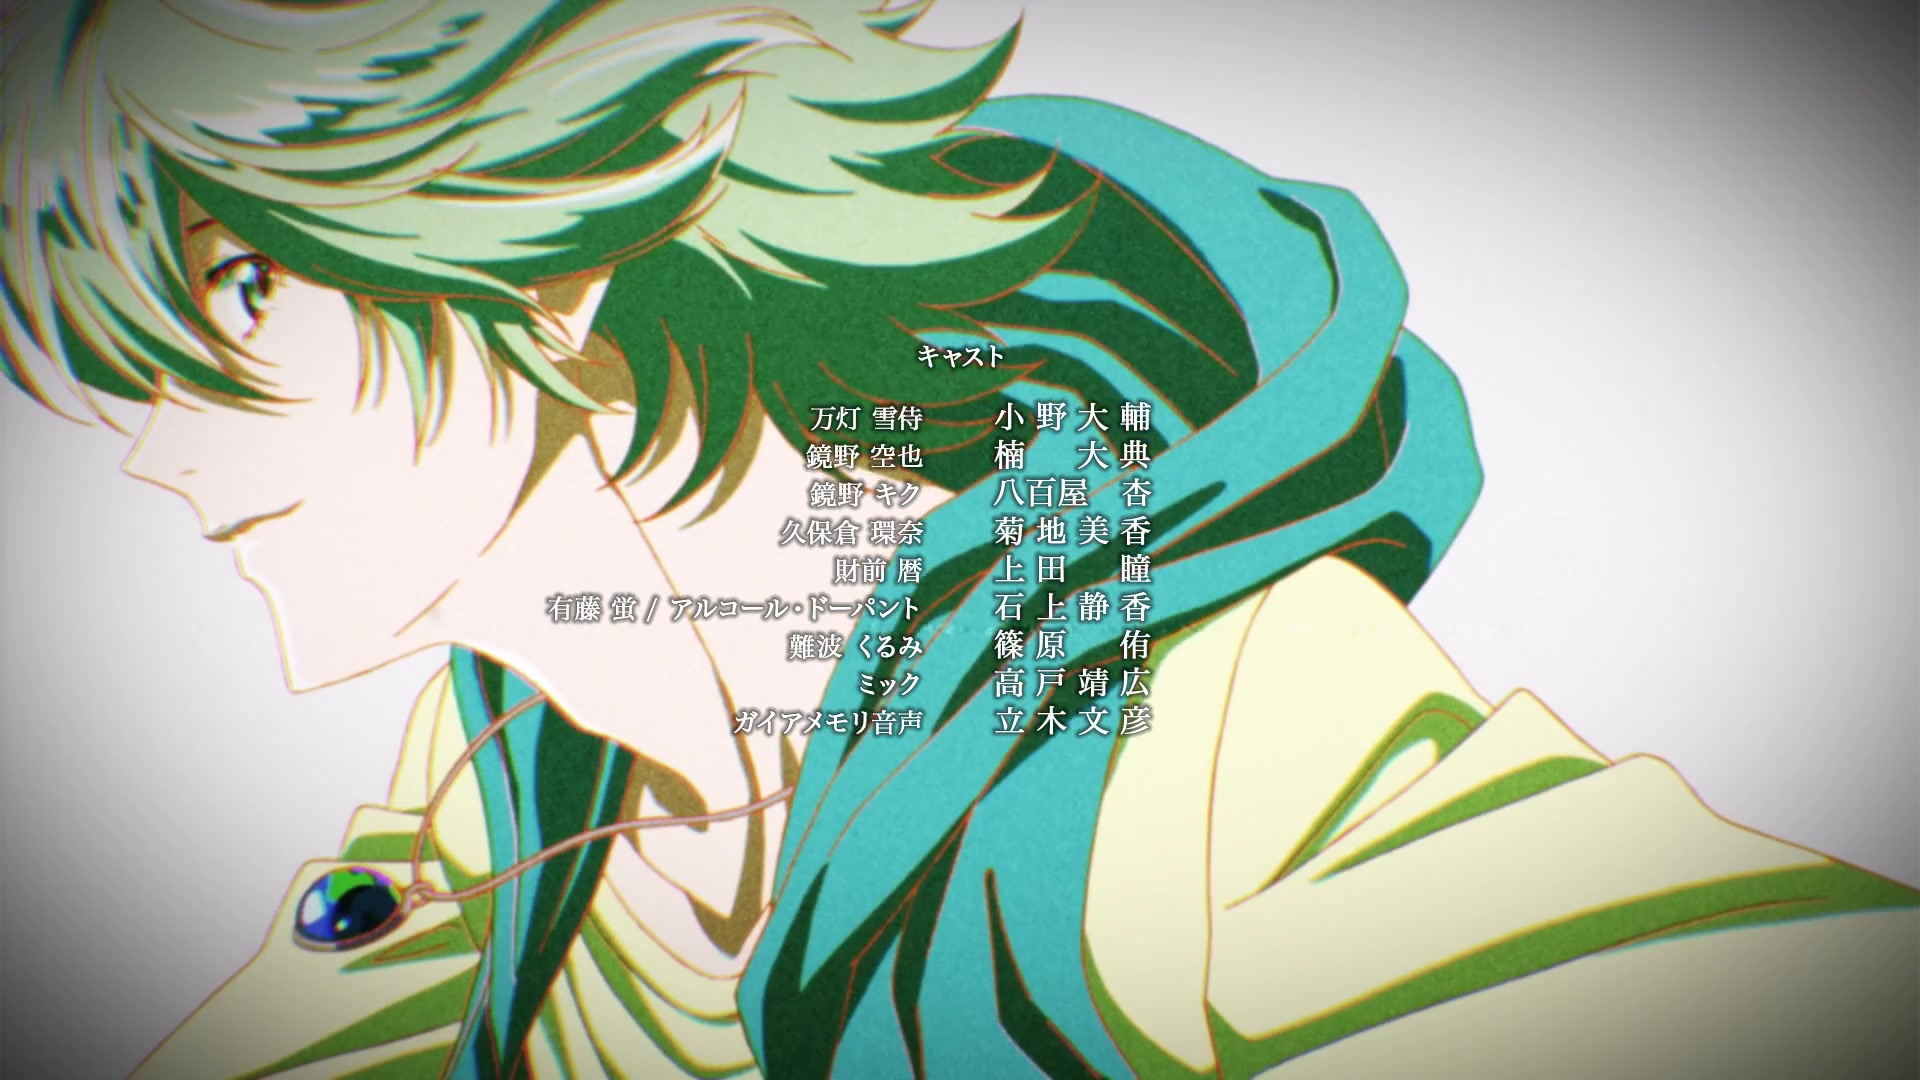 キャスト
万灯 雪侍 小野大輔
鏡野 空也 楠 大典
鏡野 キク 八百屋 杏
久保倉 環奈 菊地美香
財前 暦 上田 瞳
有藤 蛍 / アルコール・ドーパント 石上静香
難波 くるみ 篠原 侑
ミック 高戸靖広
ガイアメモリ音声 立木文彦